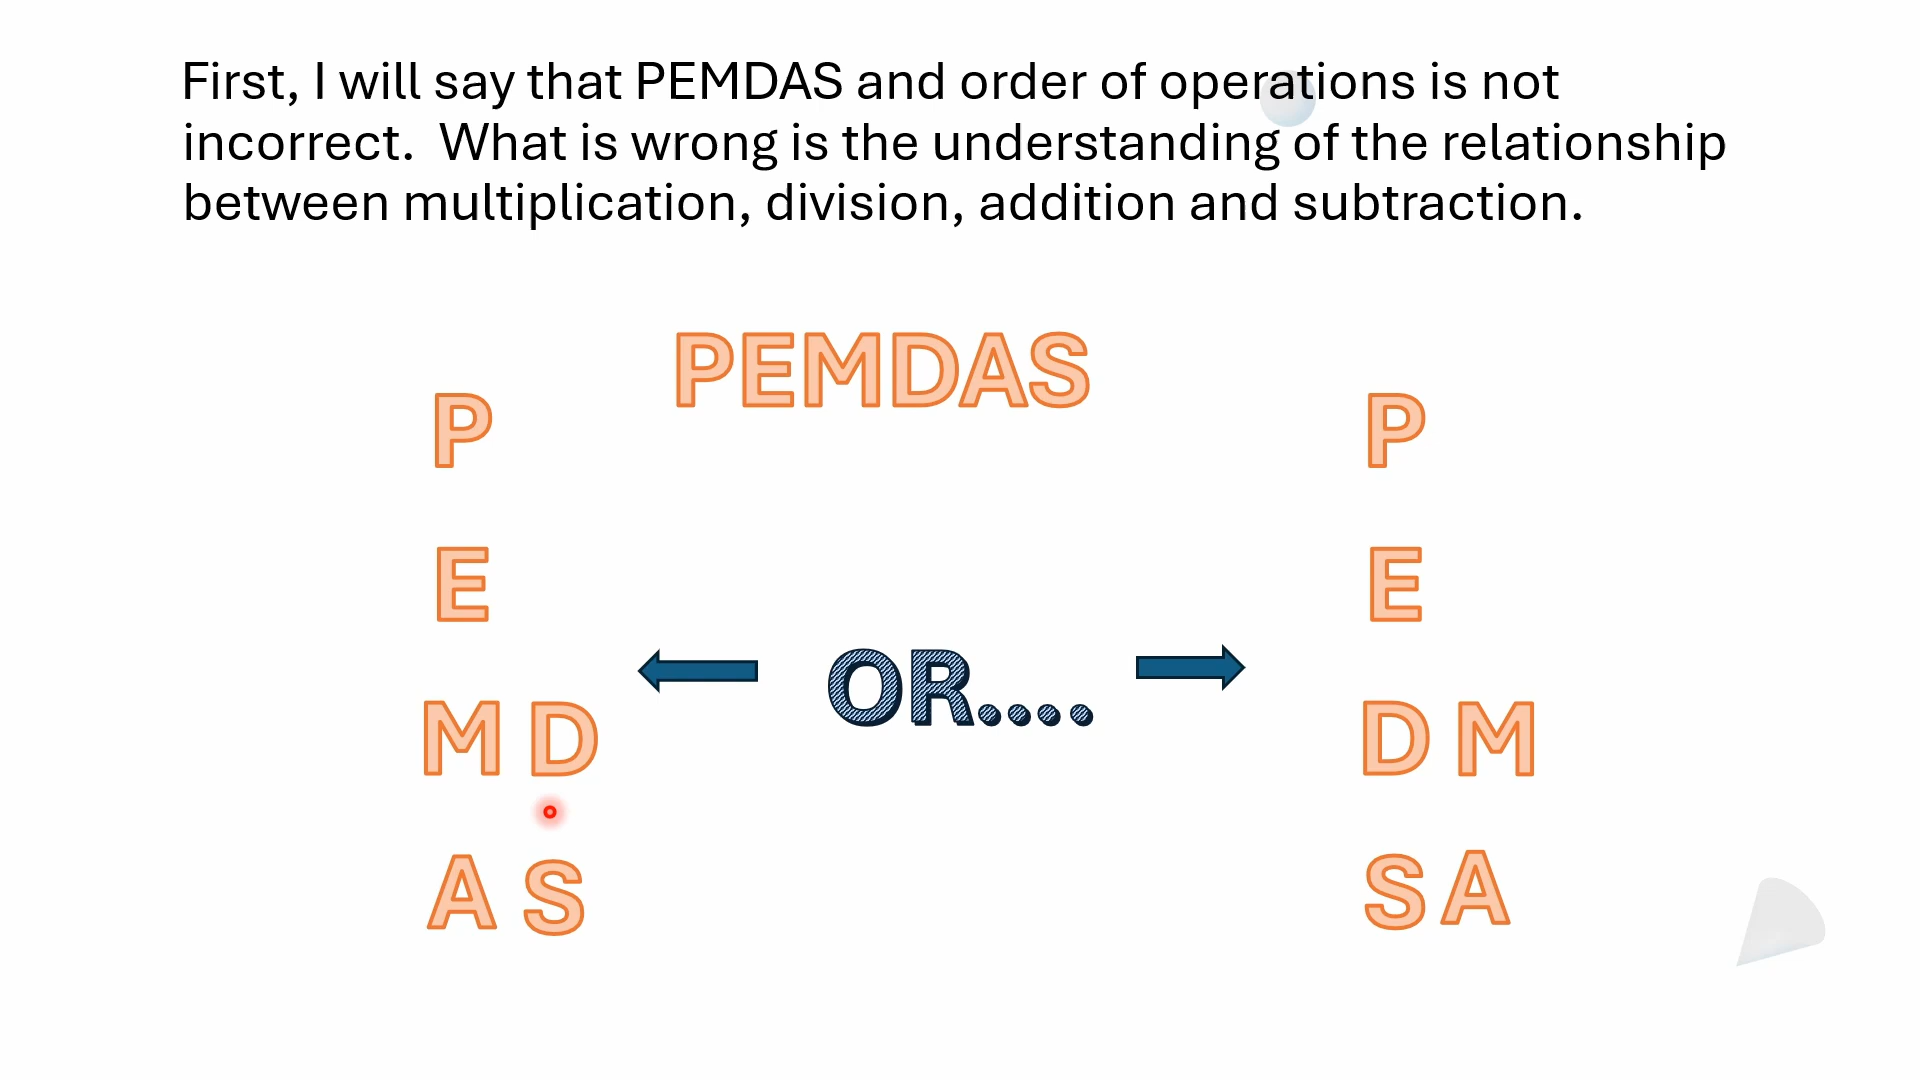 First, I will say that PEMDAS and order of operations is not
incorrect.  What is wrong is the understanding of the relationship
between multiplication, division, addition and subtraction.
PEMDAS
P
E
M D
A S
OR....
P
E
D M
S A